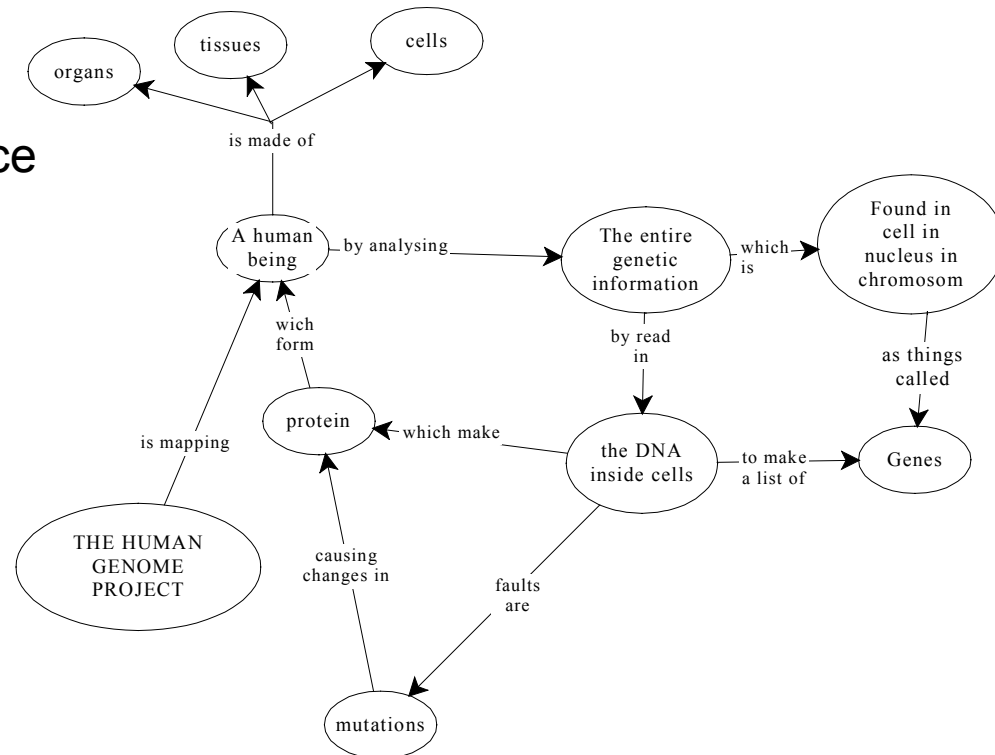 organs
tissues
cells
is made of
ce
A human
being
by analysing
The entire
genetic
information
which
is
Found in
cell in
nucleus in
chromosom
wich
form
by read
in
as things
called
protein
is mapping
which make
the DNA
inside cells
to make
a list of
Genes
THE HUMAN
GENOME
PROJECT
causing
changes in
faults
are
mutations